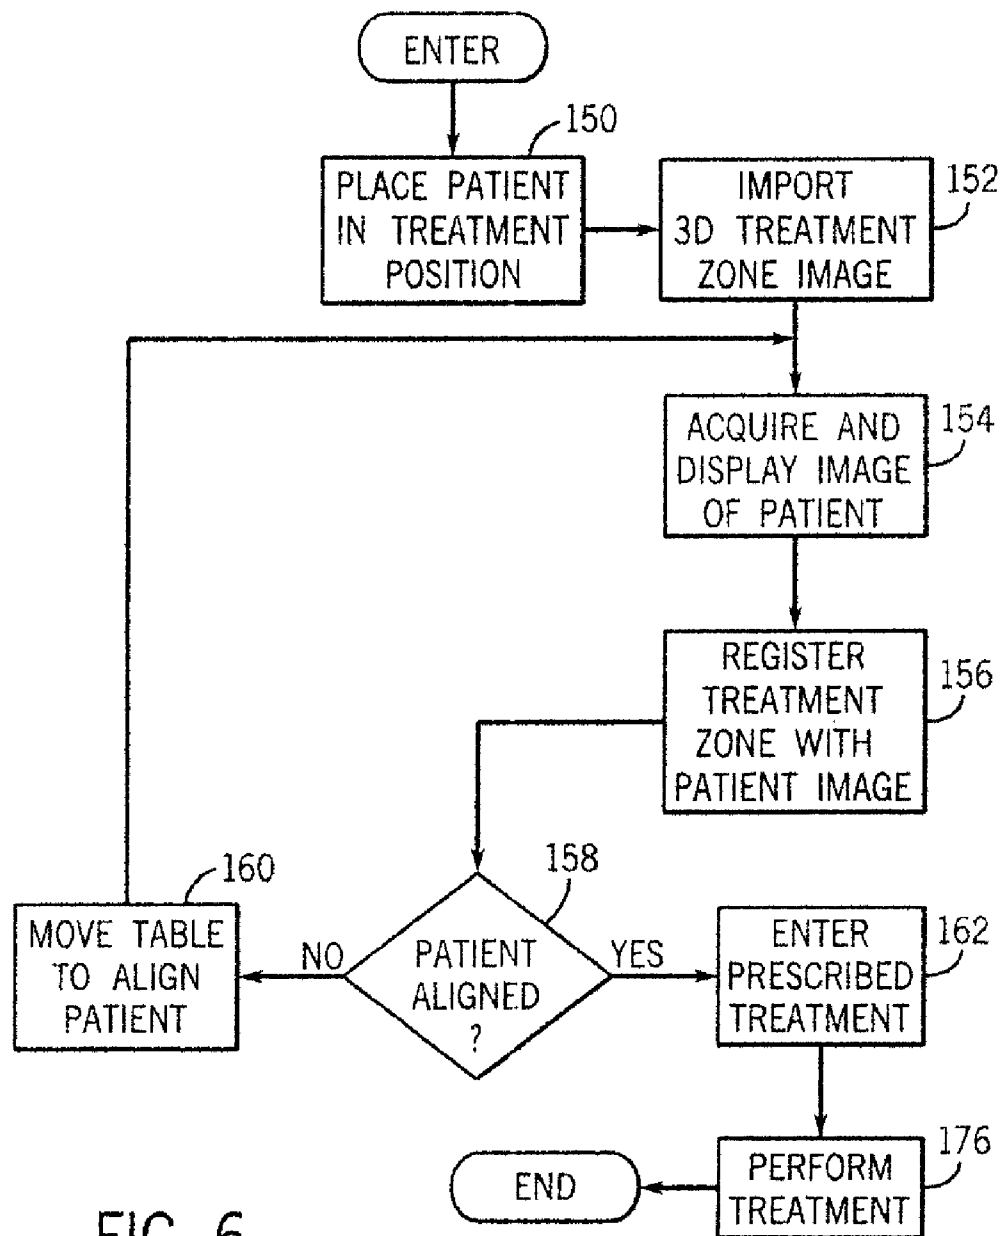 ENTER
150
PLACE PATIENT
IN TREATMENT
POSITION
152
IMPORT
3D TREATMENT
ZONE IMAGE
154
ACQUIRE AND
DISPLAY IMAGE
OF PATIENT
156
REGISTER
TREATMENT
ZONE WITH
PATIENT IMAGE
158
PATIENT
ALIGNED
?
NO
YES
160
MOVE TABLE
TO ALIGN
PATIENT
162
ENTER
PRESCRIBED
TREATMENT
176
PERFORM
TREATMENT
END
FIG. 6